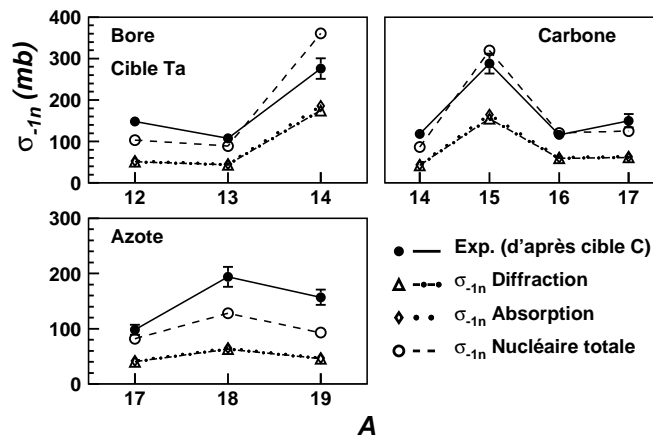 Bore
Cible Ta
Carbone
σ-1n (mb)
400
300
200
100
0
12 13 14
14 15 16 17
Azote
300
200
100
0
17 18 19
Exp. (d'après cible C)
σ-1n Diffraction
σ-1n Absorption
σ-1n Nucléaire totale
A